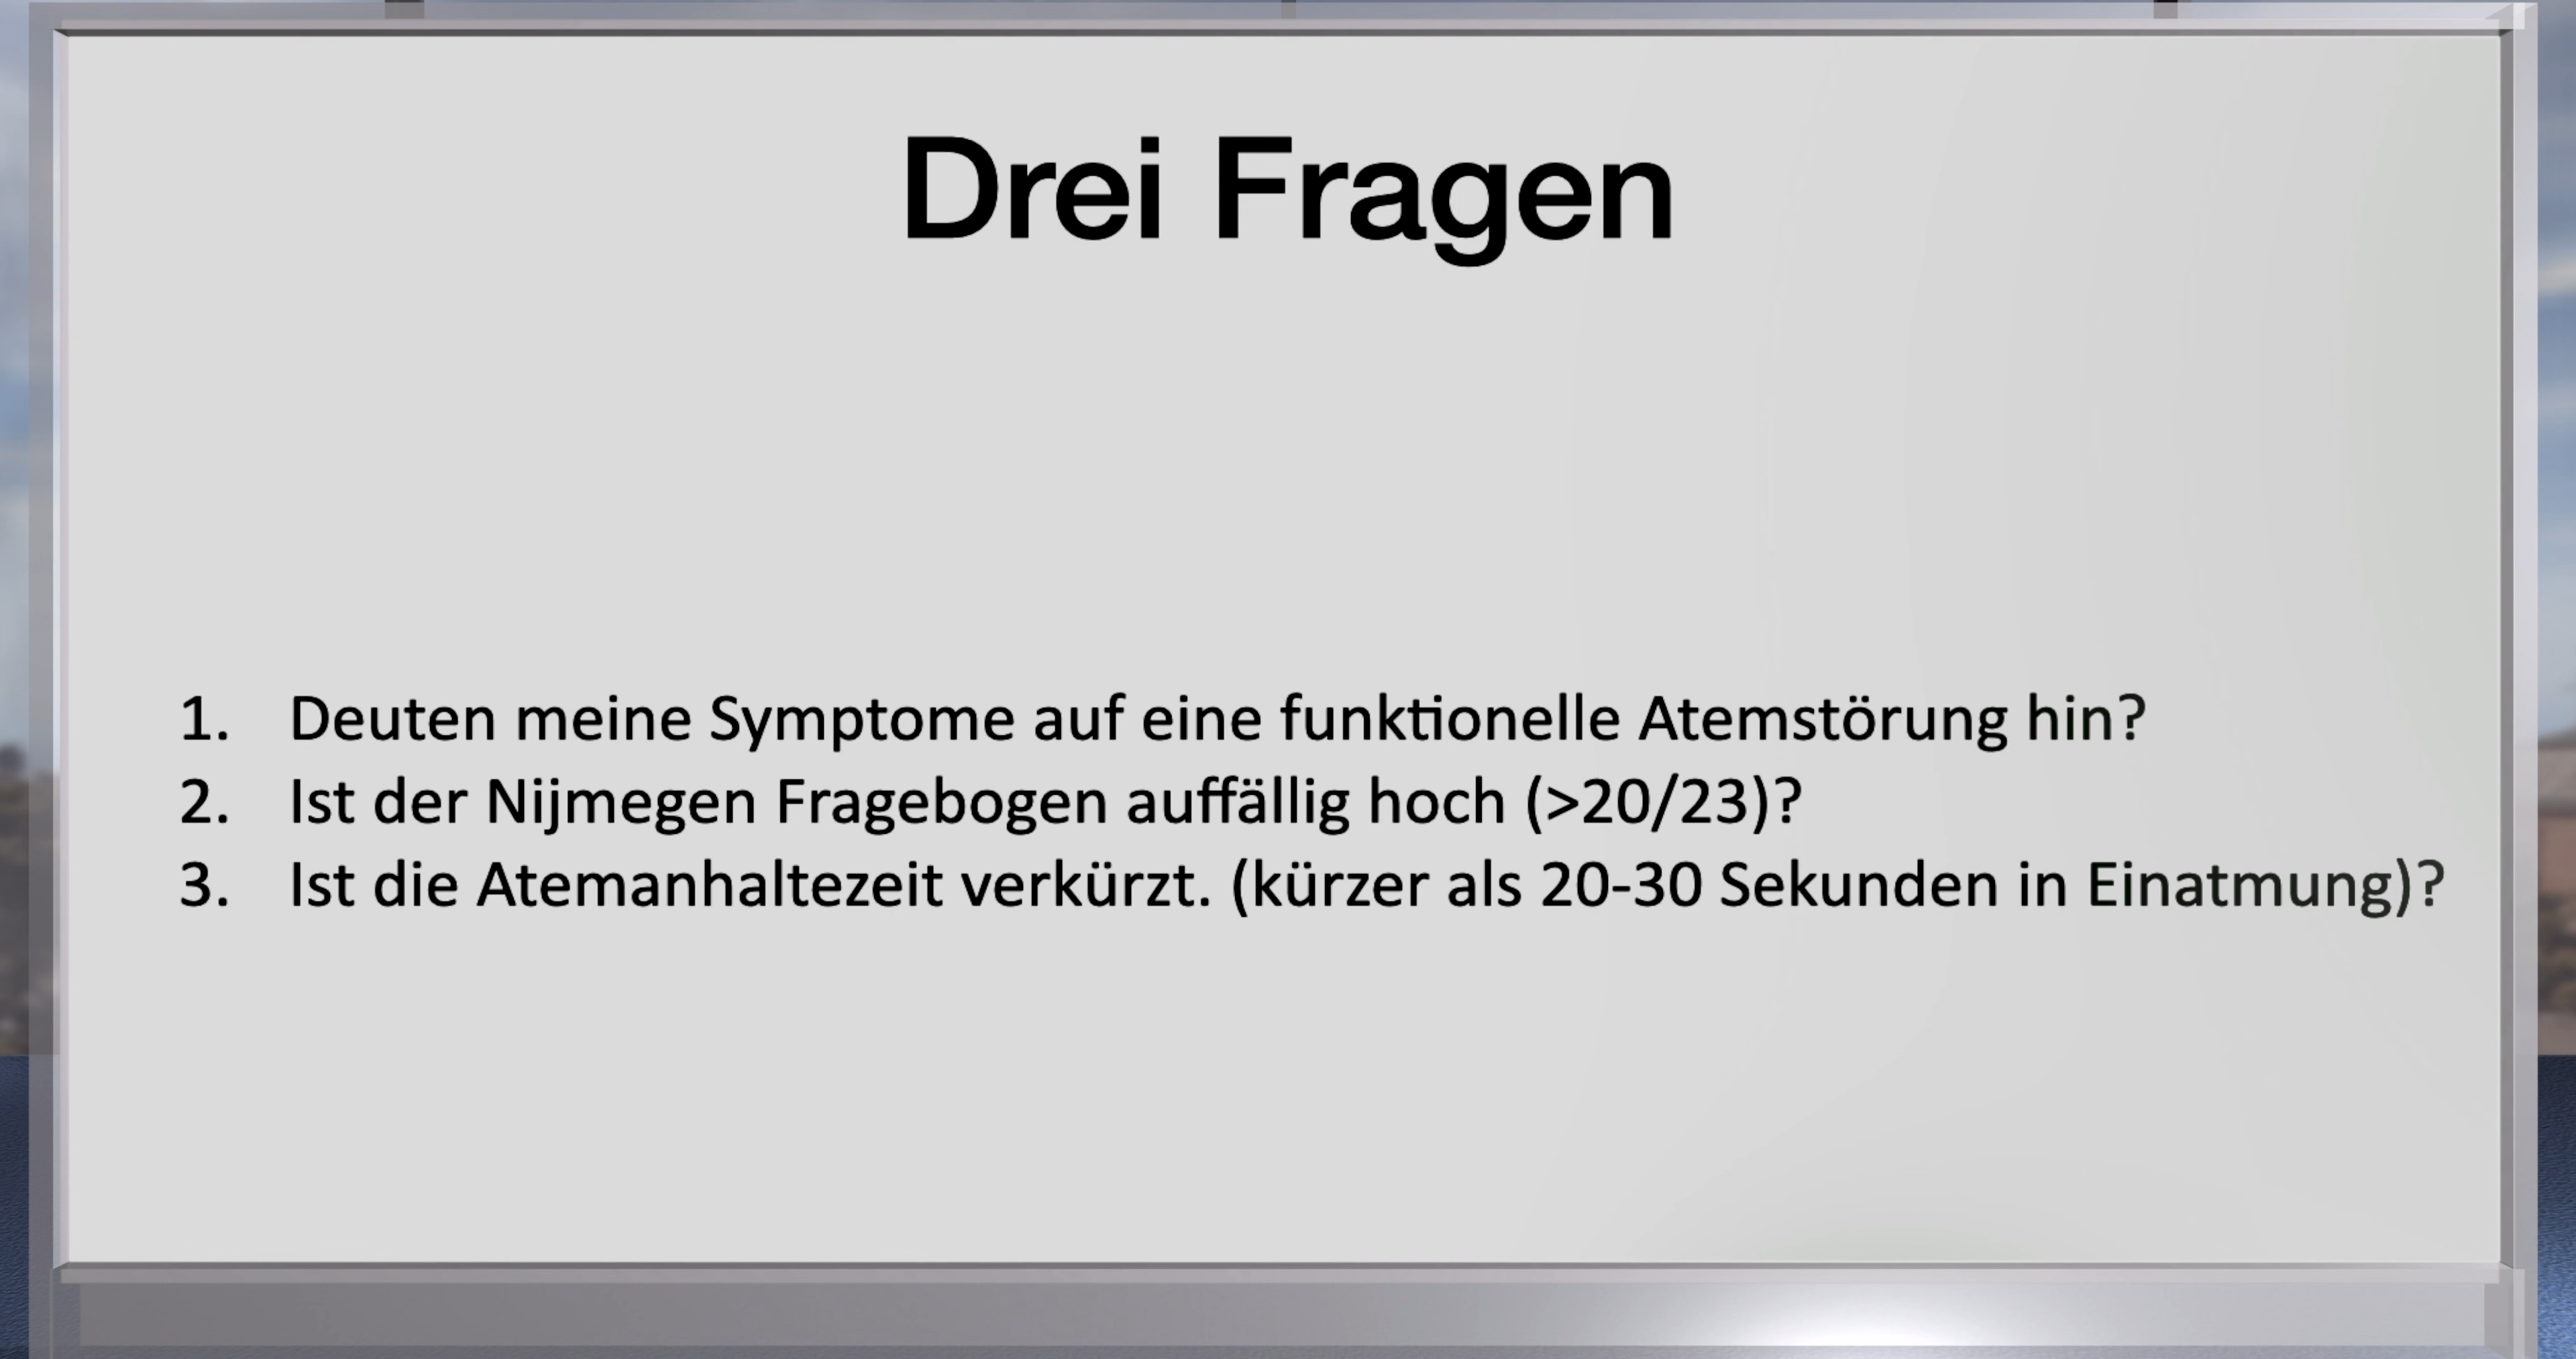 Drei Fragen
1. Deuten meine Symptome auf eine funktionelle Atemstörung hin?
2. Ist der Nijmegen Fragebogen auffällig hoch (>20/23)?
3. Ist die Atemanhaltezeit verkürzt. (kürzer als 20-30 Sekunden in Einatmung)?